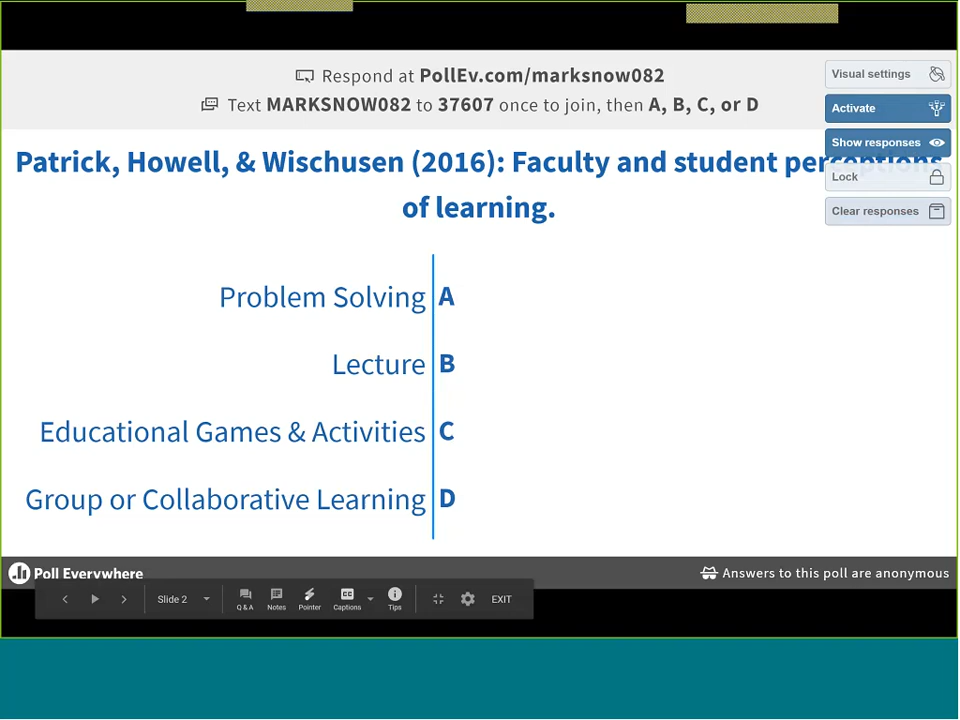 Respond at PollEv.com/marksnow082
Text MARKSNOW082 to 37607 once to join, then A, B, C, or D
Visual settings
Activate
Show responses
Lock
Clear responses
Patrick, Howell, & Wischusen (2016): Faculty and student perceptions
of learning.
Problem Solving A
Lecture B
Educational Games & Activities C
Group or Collaborative Learning D
Poll Everywhere
Answers to this poll are anonymous
Slide 2
Q & A
Notes
Pointer
CC
Captions
Tips
EXIT